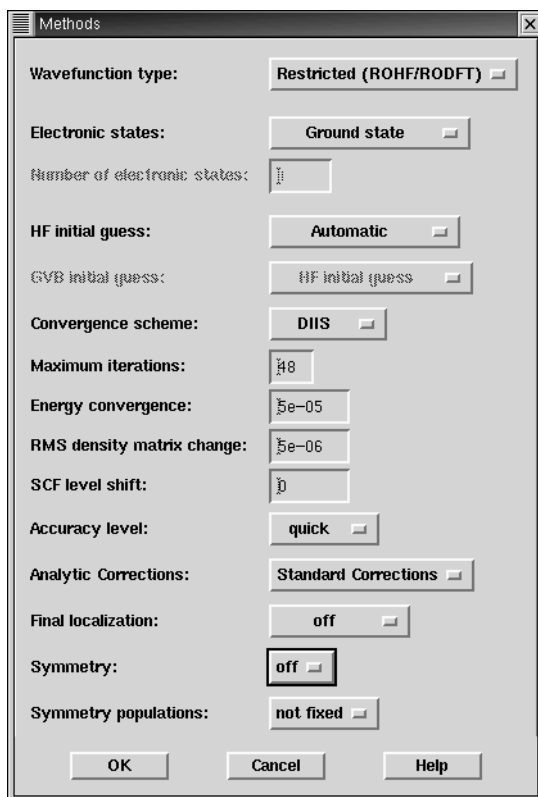 Methods
Wavefunction type: Restricted (ROHF/RODFT)
Electronic states: Ground state
Number of electronic states:
HF initial guess: Automatic
GVB initial guess: HF initial guess
Convergence scheme: DIIS
Maximum iterations: 48
Energy convergence: 5e-05
RMS density matrix change: 5e-06
SCF level shift: 0
Accuracy level: quick
Analytic Corrections: Standard Corrections
Final localization: off
Symmetry: off
Symmetry populations: not fixed
OK Cancel Help